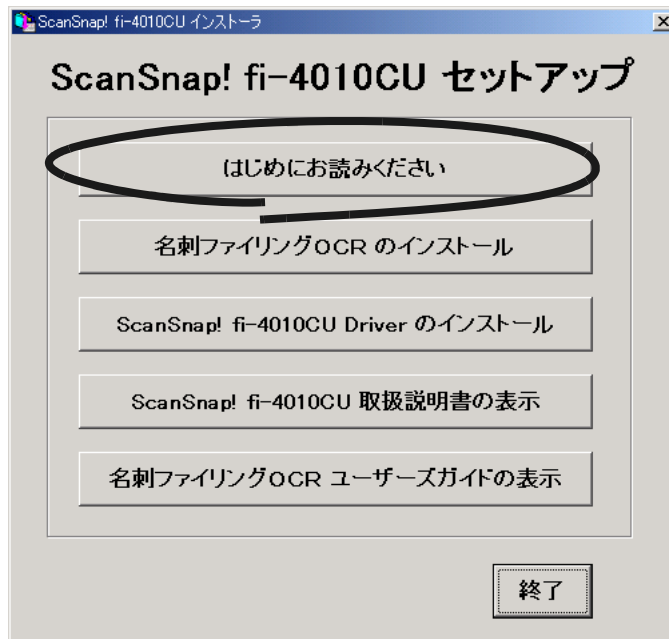 ScanSnap! fi-4010CU インストーラ
ScanSnap! fi-4010CU セットアップ
はじめにお読みください
名刺ファイリングOCR のインストール
ScanSnap! fi-4010CU Driver のインストール
ScanSnap! fi-4010CU 取扱説明書の表示
名刺ファイリングOCR ユーザーズガイドの表示
終了